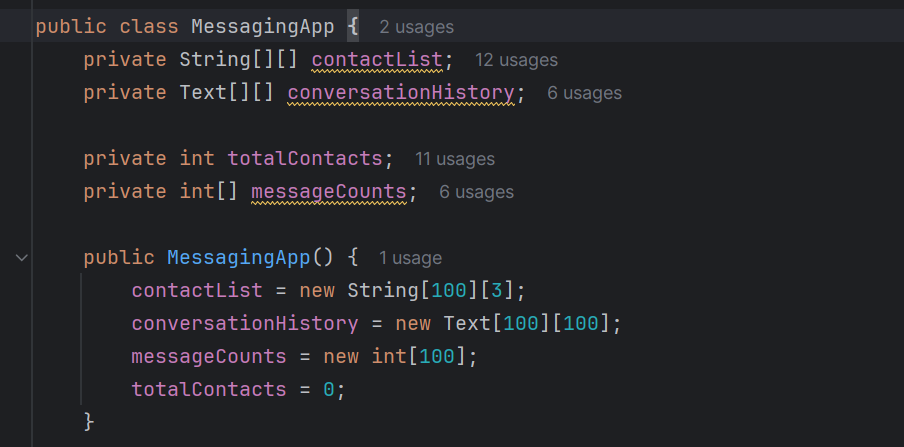 public class MessagingApp { 2 usages
private String[][] contactList; 12 usages
private Text[][] conversationHistory; 6 usages
private int totalContacts; 11 usages
private int[] messageCounts; 6 usages
public MessagingApp() { 1 usage
contactList = new String[100][3];
conversationHistory = new Text[100][100];
messageCounts = new int[100];
totalContacts = 0;
}